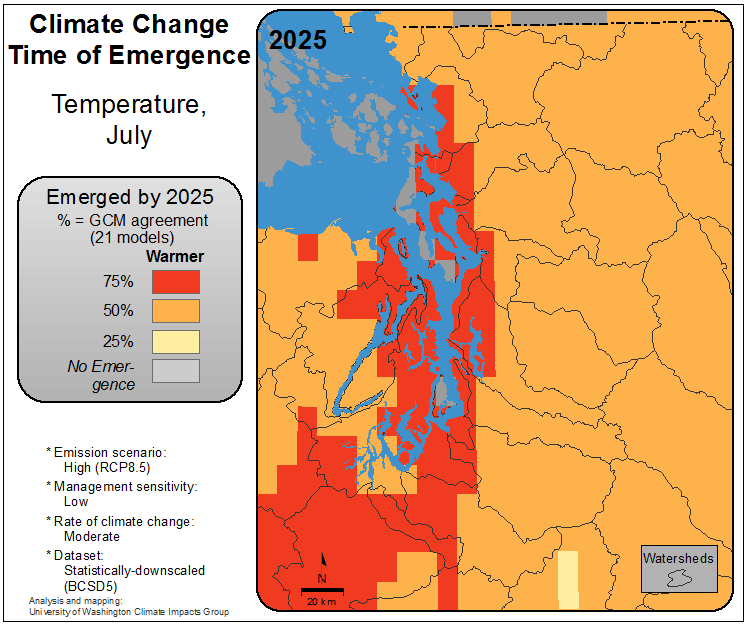 Climate Change
Time of Emergence
Temperature,
July
Emerged by 2025
% = GCM agreement
(21 models)
Warmer
75%
50%
25%
No Emer-
gence
* Emission scenario:
High (RCP8.5)
* Management sensitivity:
Low
* Rate of climate change:
Moderate
* Dataset:
Statistically-downscaled
(BCSD5)
Analysis and mapping:
University of Washington Climate Impacts Group
2025
N
20 km
Watersheds